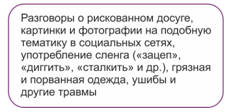 Разговоры о рискованном досуге,
картинки и фотографии на подобную
тематику в социальных сетях,
употребление сленга («зацеп»,
«диггить», «сталкить» и др.), грязная
и порванная одежда, ушибы и
другие травмы